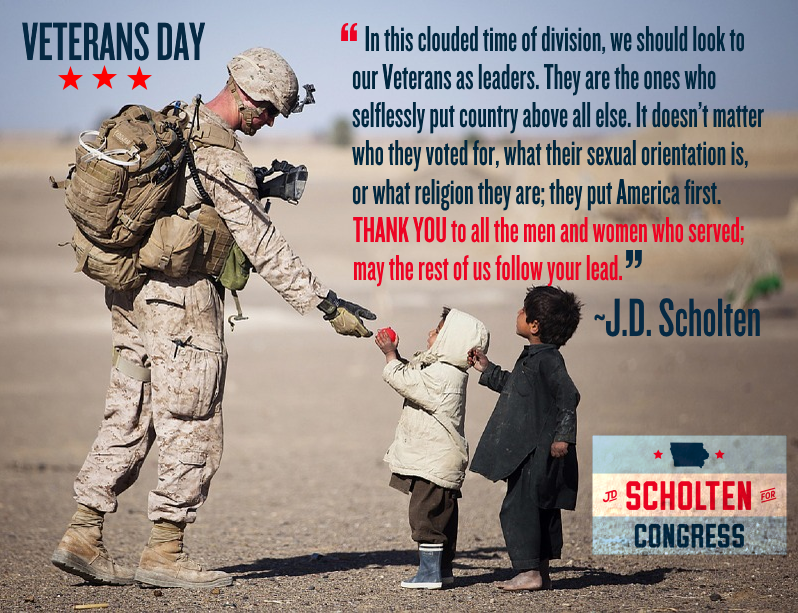 VETERANS DAY
“ In this clouded time of division, we should look to
our Veterans as leaders. They are the ones who
selflessly put country above all else. It doesn't matter
who they voted for, what their sexual orientation is,
or what religion they are; they put America first.
THANK YOU to all the men and women who served;
may the rest of us follow your lead.”
~J.D. Scholten
JD SCHOLTEN FOR
CONGRESS